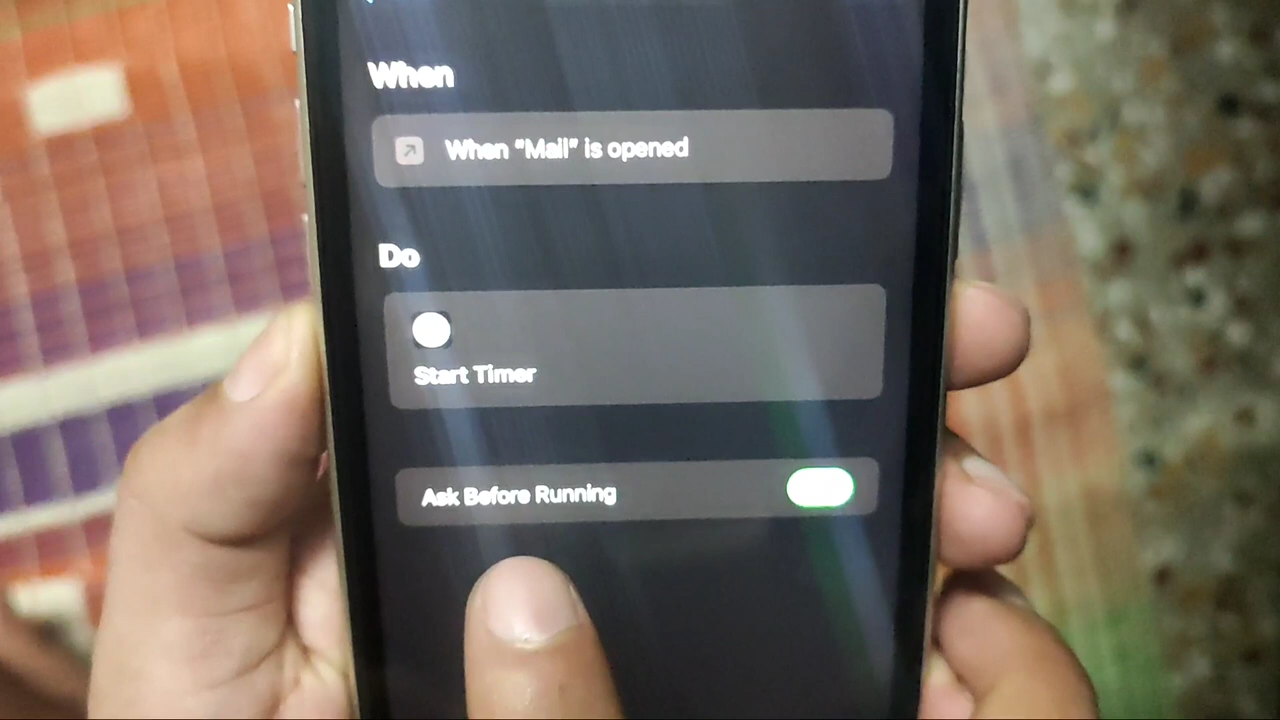 When
When "Mail" is opened
Do
Start Timer
Ask Before Running